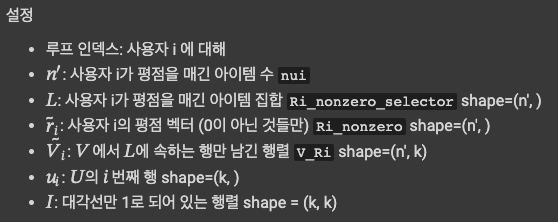 설정
• 루프 인덱스: 사용자 i 에 대해
• n′: 사용자 i가 평점을 매긴 아이템 수 nui
• L: 사용자 i가 평점을 매긴 아이템 집합 Ri_nonzero_selector shape=(n', )
• r̃ᵢ: 사용자 i의 평점 벡터 (0이 아닌 것들만) Ri_nonzero shape=(n', )
• Ṽᵢ: V 에서 L에 속하는 행만 남긴 행렬 V_Ri shape=(n', k)
• uᵢ: U의 i 번째 행 shape=(k, )
• I: 대각선만 1로 되어 있는 행렬 shape = (k, k)